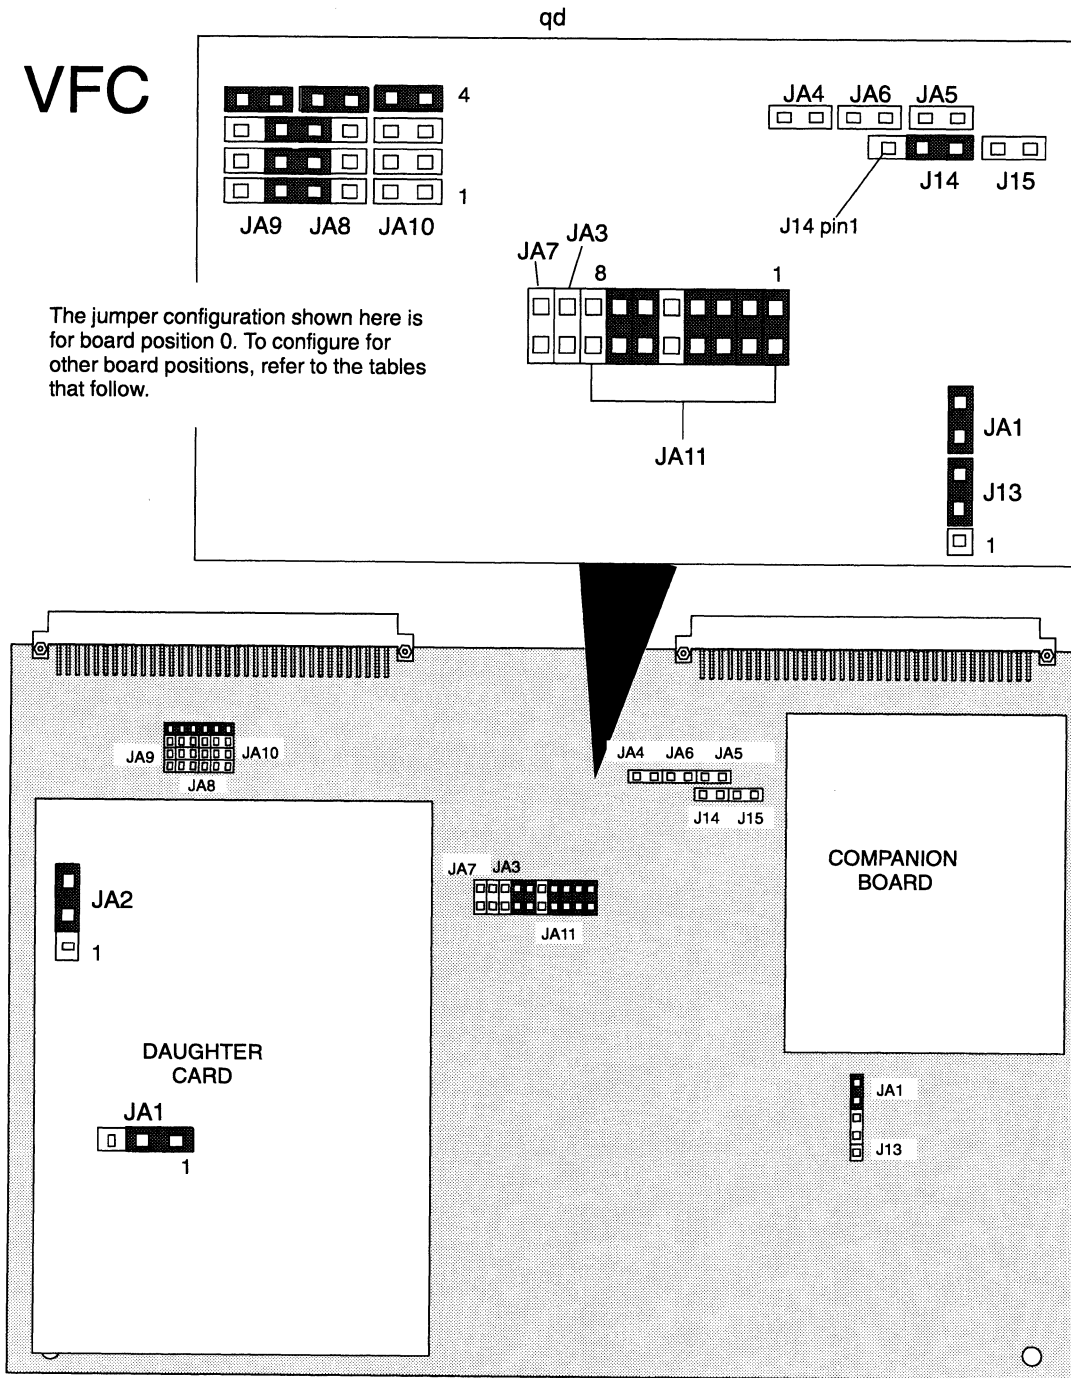 qd
VFC
4
1
JA9 JA8 JA10
JA4 JA6 JA5
J14 J15
J14 pin1
JA7 JA3
8 1
JA11
The jumper configuration shown here is
for board position 0. To configure for
other board positions, refer to the tables
that follow.
JA1
J13
1
JA9 JA10
JA8
JA4 JA6 JA5
J14 J15
JA7 JA3
JA11
JA2
1
DAUGHTER
CARD
JA1
1
COMPANION
BOARD
JA1
J13